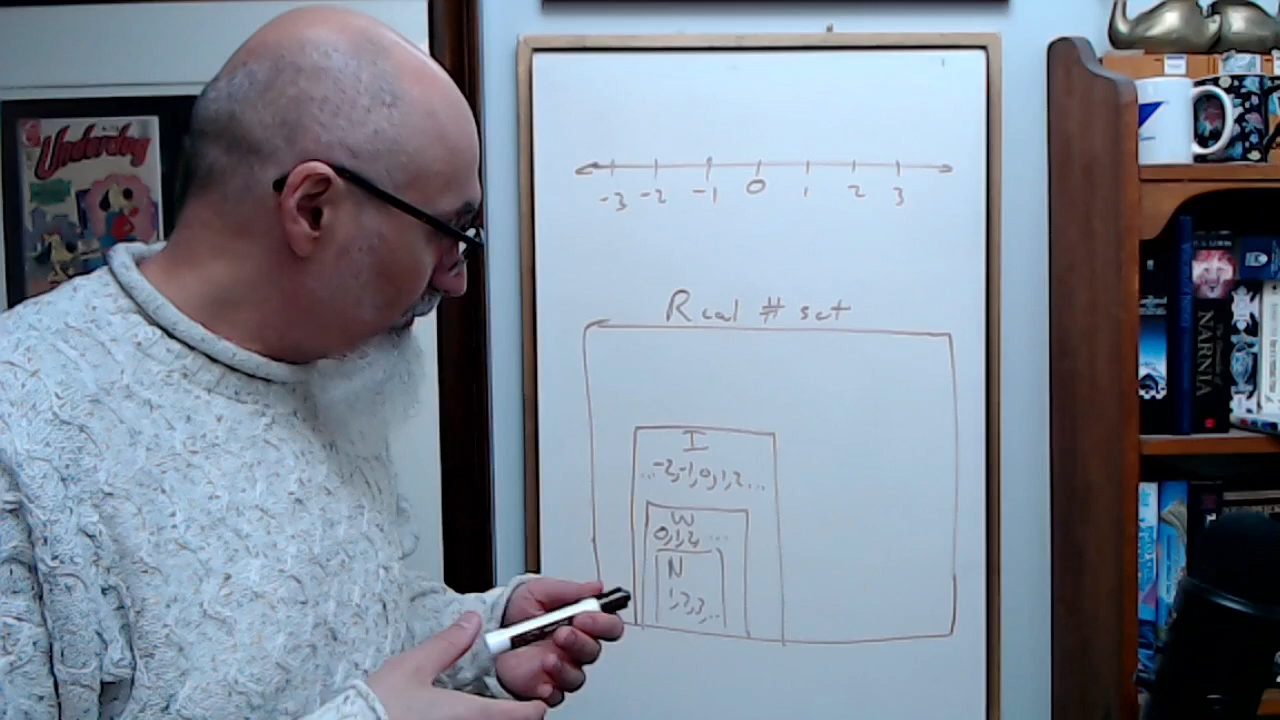 Underdog
-3 -2 -1 0 1 2 3
Real # set
I
...-2,-1,0,1,2...
W
0,1,2, ...
N
1,2,3,...
NARNIA